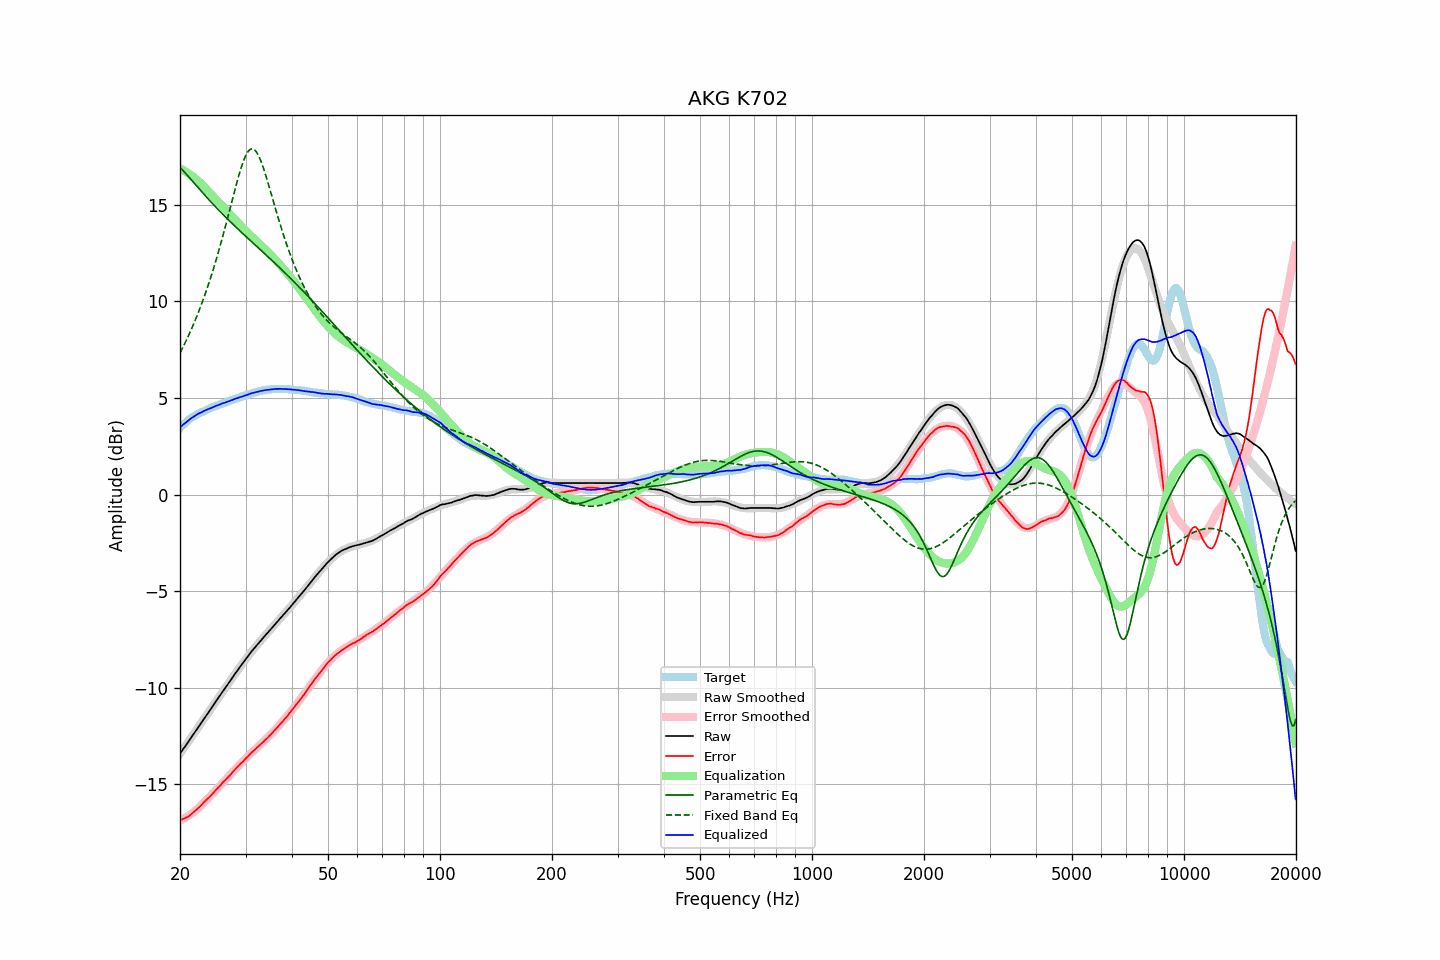 AKG K702
Amplitude (dBr)
15
10
5
0
−5
−10
−15
Target
Raw Smoothed
Error Smoothed
Raw
Error
Equalization
Parametric Eq
Fixed Band Eq
Equalized
20 50 100 200 500 1000 2000 5000 10000 20000
Frequency (Hz)